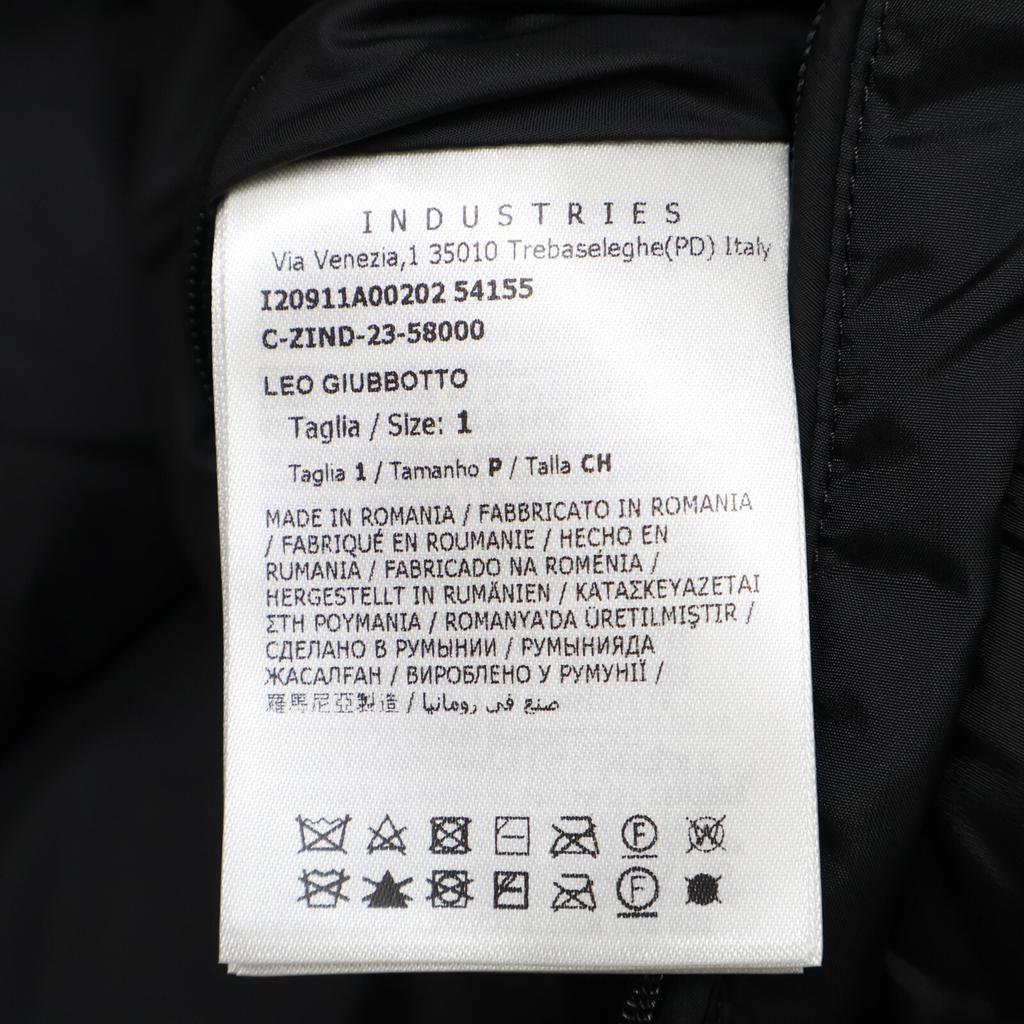 INDUSTRIES
Via Venezia,1 35010 Trebaseleghe(PD) Italy
I20911A00202 54155
C-ZIND-23-58000
LEO GIUBBOTTO
Taglia / Size: 1
Taglia 1 / Tamanho P / Talla CH
MADE IN ROMANIA / FABBRICATO IN ROMANIA
/ FABRIQUÉ EN ROUMANIE / HECHO EN
RUMANIA / FABRICADO NA ROMÉNIA /
HERGESTELLT IN RUMÄNIEN / ΚΑΤΑΣΚΕΥΑΖΕΤΑΙ
ΣΤΗ ΡΟΥΜΑΝΙΑ / ROMANYA'DA ÜRETILMIŞTIR /
СДЕЛАНО В РУМЫНИИ / РУМЫНИЯДА
ЖАСАЛҒАН / ВИРОБЛЕНО У РУМУНІЇ /
羅馬尼亞製造 / صنع في رومانيا
F W
F